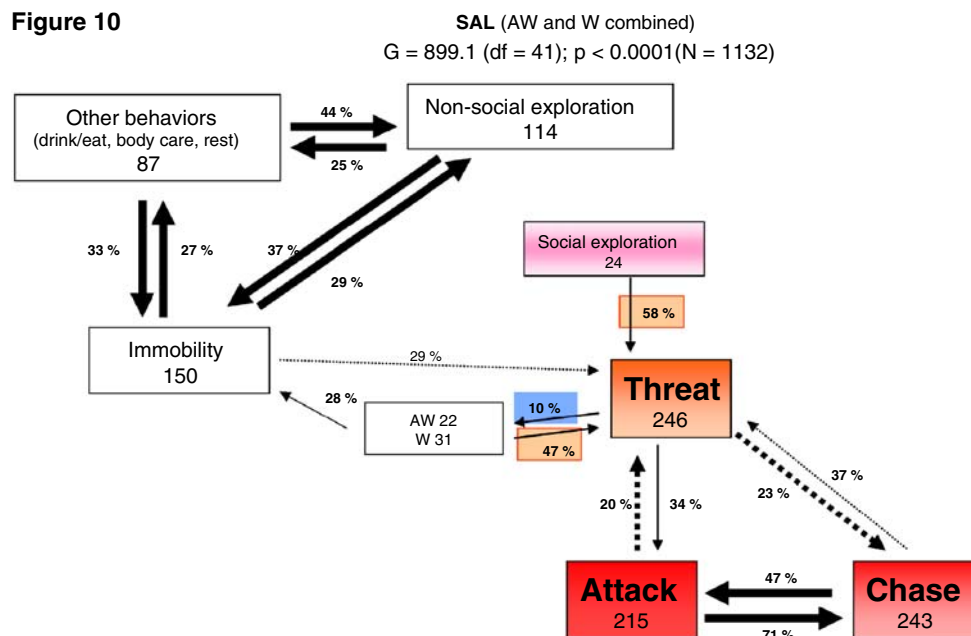 Figure 10
SAL (AW and W combined)
G = 899.1 (df = 41); p < 0.0001(N = 1132)
Other behaviors
(drink/eat, body care, rest)
87
44 %
25 %
Non-social exploration
114
33 %
27 %
37 %
29 %
Social exploration
24
58 %
Immobility
150
29 %
28 %
AW 22
W 31
10 %
47 %
Threat
246
20 %
34 %
23 %
37 %
Attack
215
47 %
71 %
Chase
243